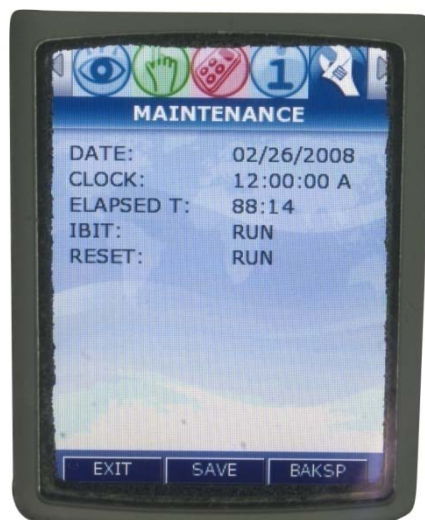 MAINTENANCE
DATE: 02/26/2008
CLOCK: 12:00:00 A
ELAPSED T: 88:14
IBIT: RUN
RESET: RUN
EXIT SAVE BAKSP